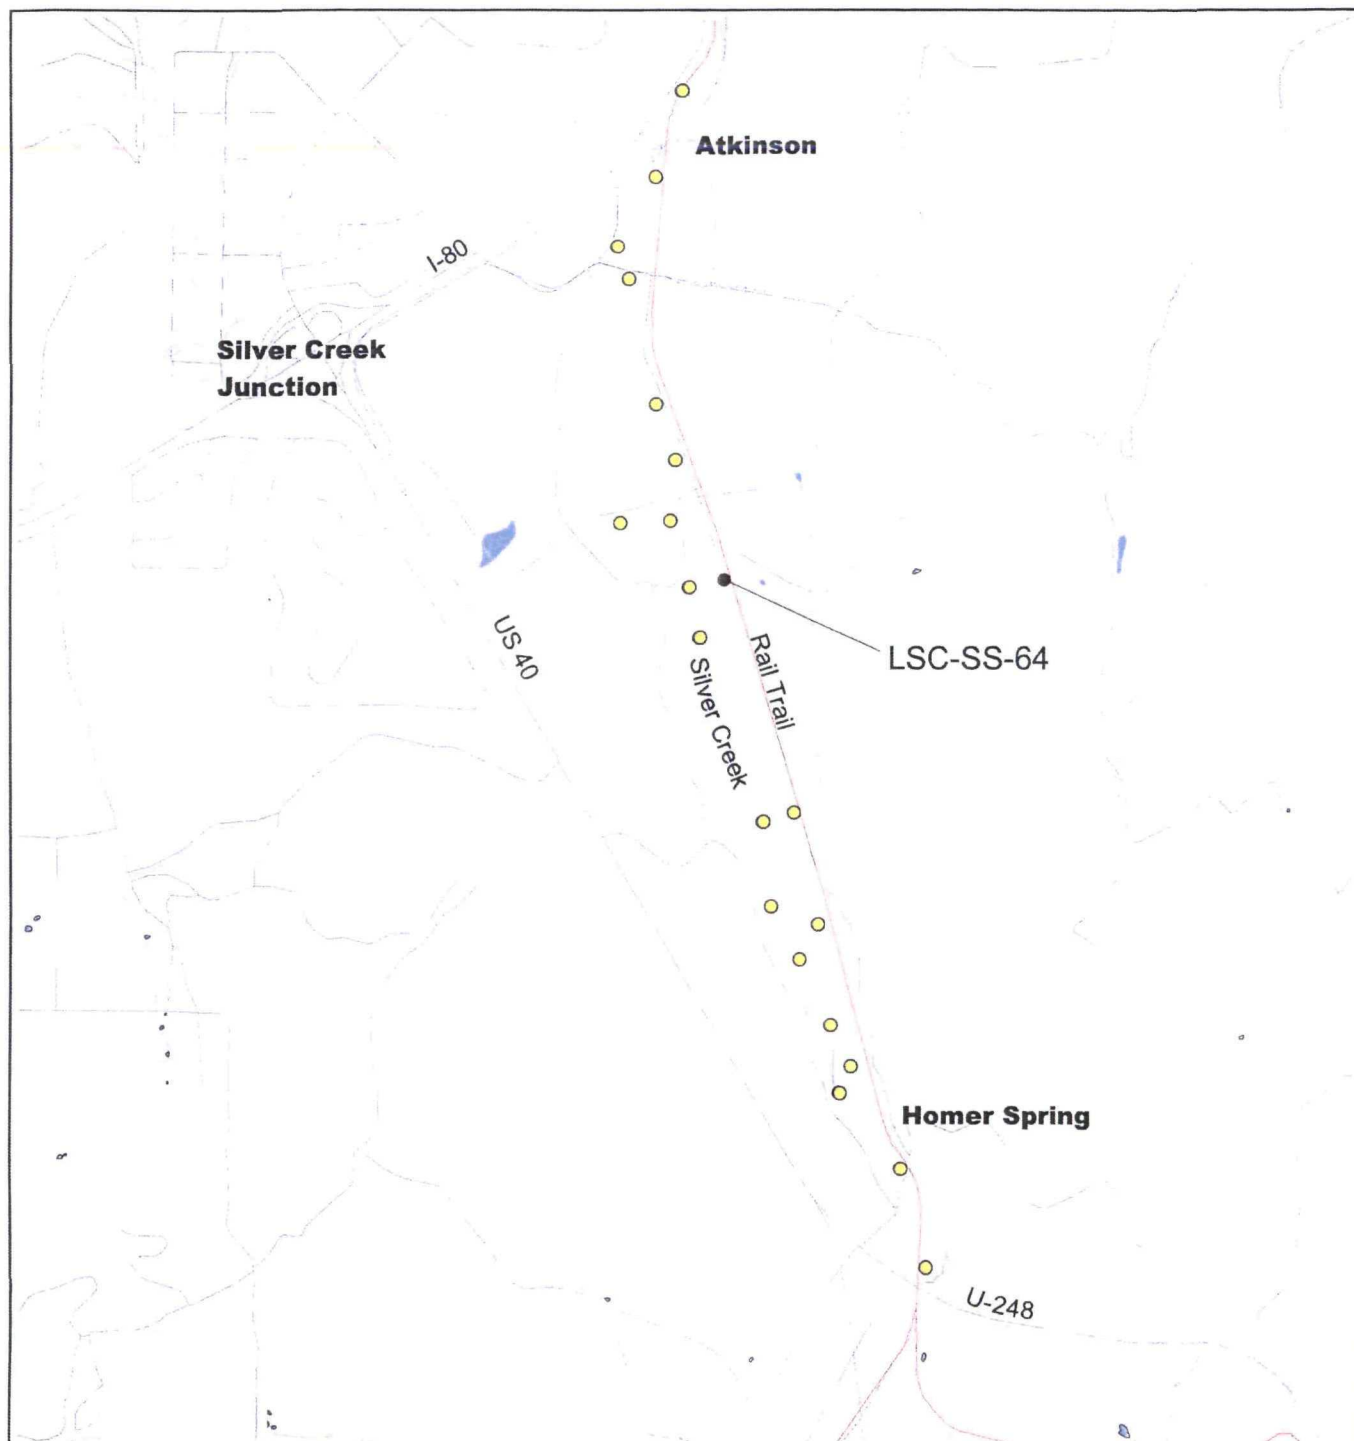 Atkinson
I-80
Silver Creek
Junction
US 40
Rail Trail
LSC-SS-64
Silver Creek
Homer Spring
U-248